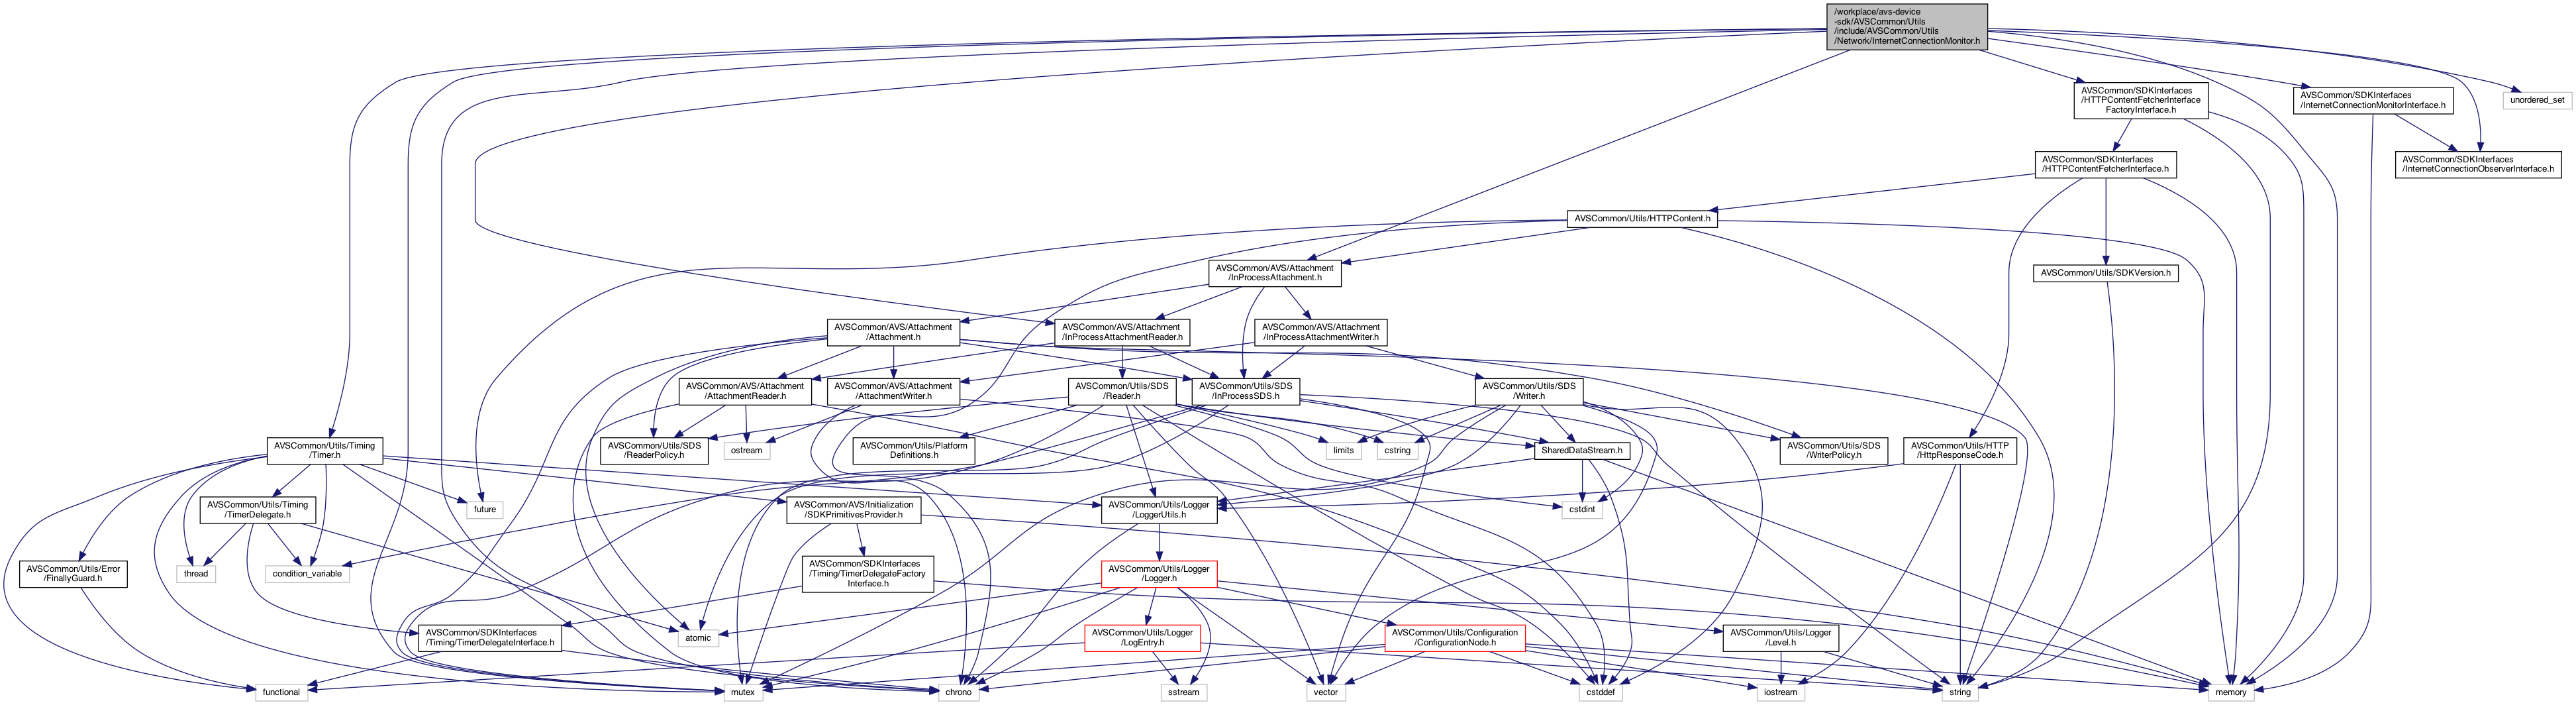 /workplace/avs-device
-sdk/AVSCommon/Utils
/include/AVSCommon/Utils
/Network/InternetConnectionMonitor.h
AVSCommon/SDKInterfaces
/HTTPContentFetcherInterface
FactoryInterface.h
AVSCommon/SDKInterfaces
/InternetConnectionMonitorInterface.h
unordered_set
AVSCommon/SDKInterfaces
/HTTPContentFetcherInterface.h
AVSCommon/SDKInterfaces
/InternetConnectionObserverInterface.h
AVSCommon/Utils/HTTPContent.h
AVSCommon/AVS/Attachment
/InProcessAttachment.h
AVSCommon/Utils/SDKVersion.h
AVSCommon/AVS/Attachment
/Attachment.h
AVSCommon/AVS/Attachment
/InProcessAttachmentReader.h
AVSCommon/AVS/Attachment
/InProcessAttachmentWriter.h
AVSCommon/AVS/Attachment
/AttachmentReader.h
AVSCommon/AVS/Attachment
/AttachmentWriter.h
AVSCommon/Utils/SDS
/Reader.h
AVSCommon/Utils/SDS
/InProcessSDS.h
AVSCommon/Utils/SDS
/Writer.h
AVSCommon/Utils/Timing
/Timer.h
AVSCommon/Utils/SDS
/ReaderPolicy.h
ostream
AVSCommon/Utils/Platform
Definitions.h
limits
cstring
SharedDataStream.h
AVSCommon/Utils/SDS
/WriterPolicy.h
AVSCommon/Utils/HTTP
/HttpResponseCode.h
AVSCommon/Utils/Timing
/TimerDelegate.h
future
AVSCommon/AVS/Initialization
/SDKPrimitivesProvider.h
AVSCommon/Utils/Logger
/LoggerUtils.h
cstdint
AVSCommon/Utils/Error
/FinallyGuard.h
thread
condition_variable
AVSCommon/SDKInterfaces
/Timing/TimerDelegateFactory
Interface.h
AVSCommon/Utils/Logger
/Logger.h
AVSCommon/SDKInterfaces
/Timing/TimerDelegateInterface.h
atomic
AVSCommon/Utils/Logger
/LogEntry.h
AVSCommon/Utils/Configuration
/ConfigurationNode.h
AVSCommon/Utils/Logger
/Level.h
functional
mutex
chrono
sstream
vector
cstddef
iostream
string
memory